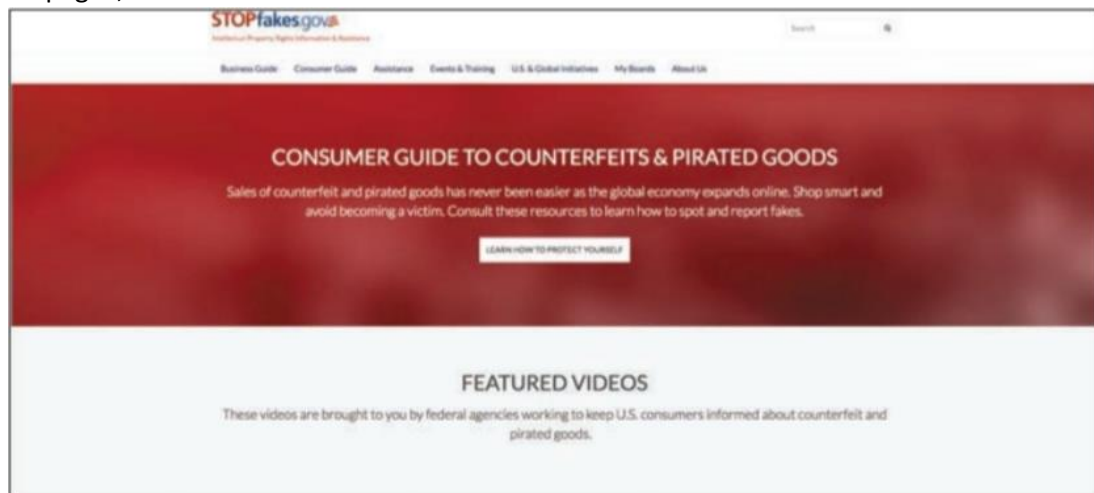 STOPfakes.gov
Intellectual Property Rights Information & Assistance
Search
Business Guide Consumer Guide Assistance Events & Training U.S. & Global Initiatives My Boards About Us
CONSUMER GUIDE TO COUNTERFEITS & PIRATED GOODS
Sales of counterfeit and pirated goods has never been easier as the global economy expands online. Shop smart and
avoid becoming a victim. Consult these resources to learn how to spot and report fakes.
LEARN HOW TO PROTECT YOURSELF
FEATURED VIDEOS
These videos are brought to you by federal agencies working to keep U.S. consumers informed about counterfeit and
pirated goods.